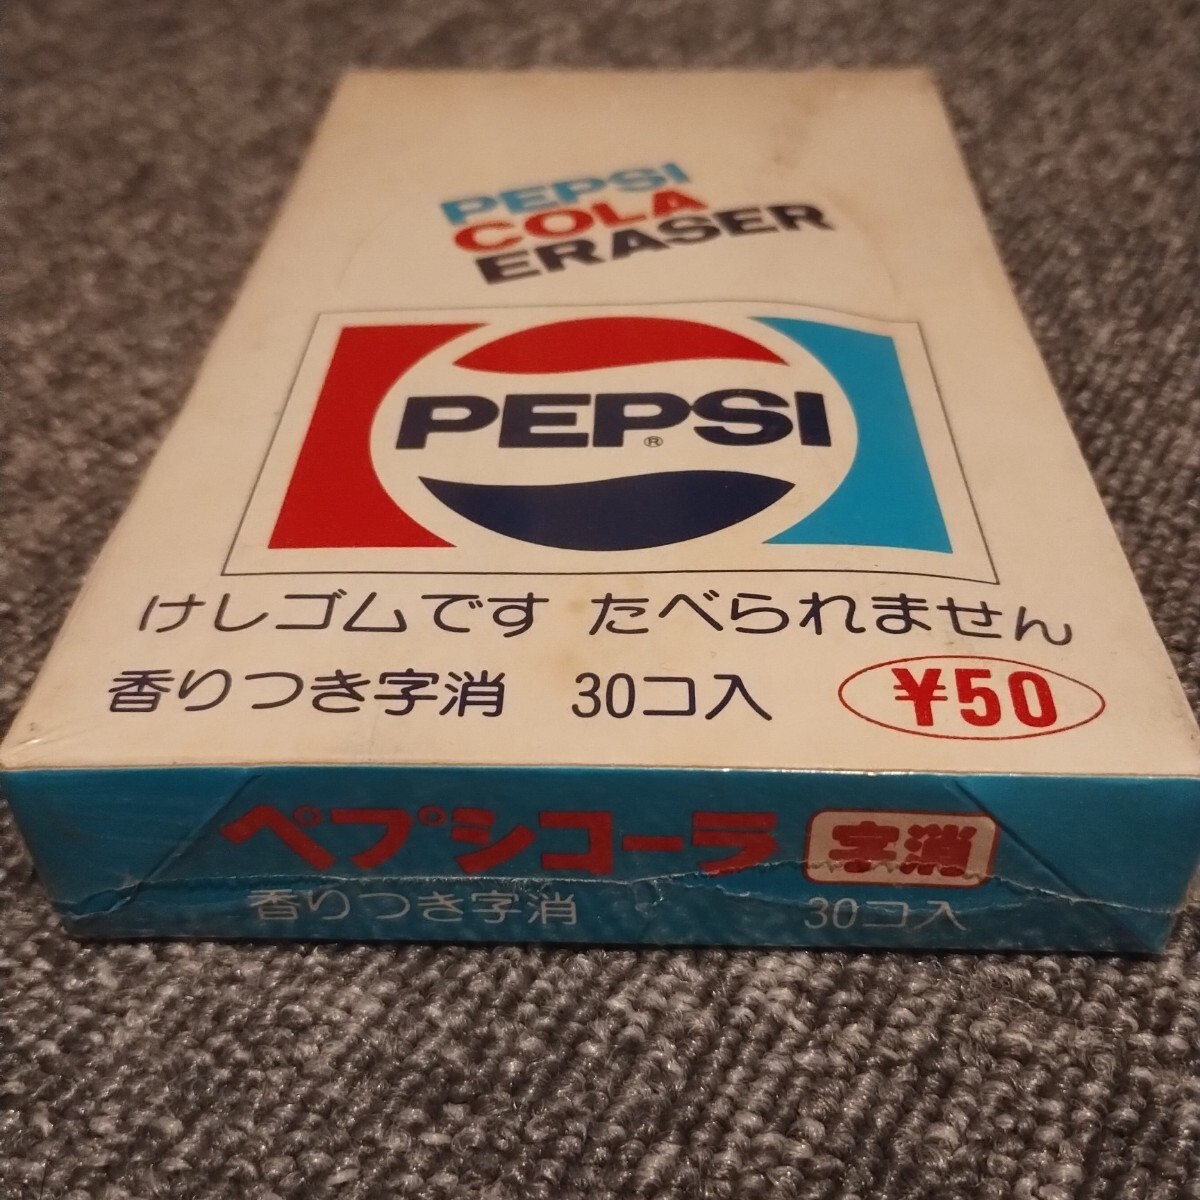 PEPSI
COLA
ERASER
PEPSI®
けしゴムです たべられません
香りつき字消 30コ入 ¥50
ペプシコーラ 字消
香りつき字消 30コ入